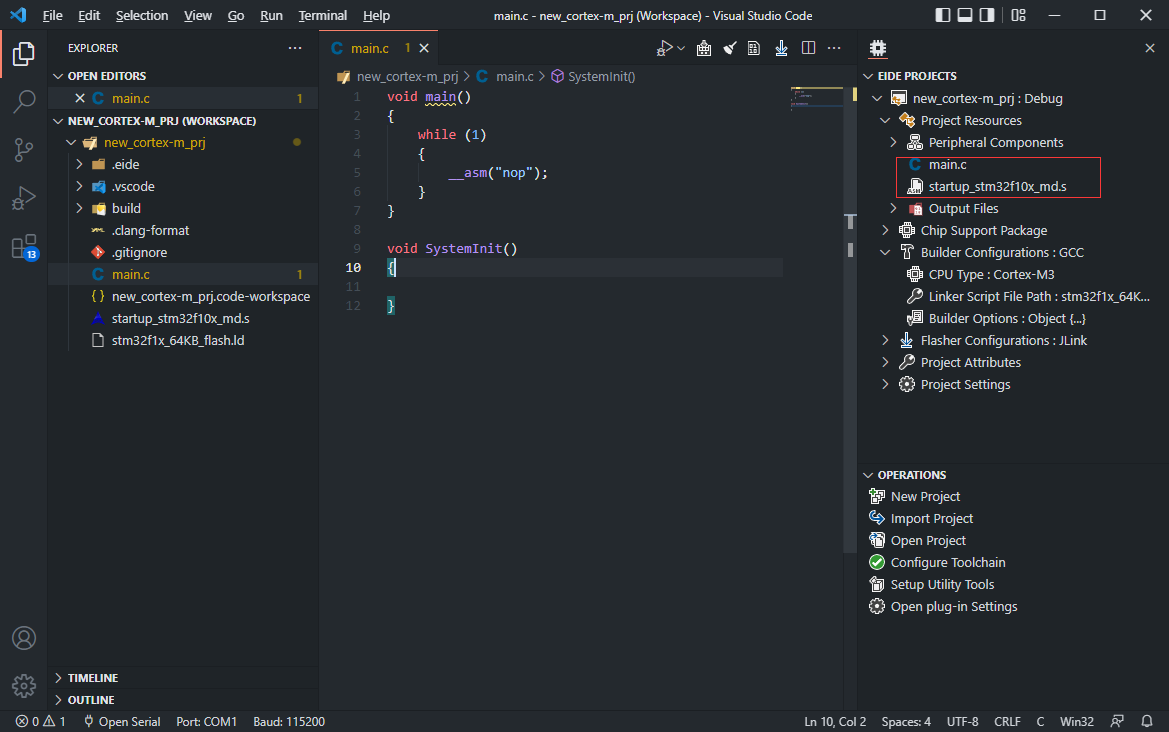 File Edit Selection View Go Run Terminal Help main.c - new_cortex-m_prj (Workspace) - Visual Studio Code
EXPLORER
OPEN EDITORS
main.c 1
NEW_CORTEX-M_PRJ (WORKSPACE)
new_cortex-m_prj
.eide
.vscode
build
.clang-format
.gitignore
main.c 1
new_cortex-m_prj.code-workspace
startup_stm32f10x_md.s
stm32f1x_64KB_flash.ld
13
TIMELINE
OUTLINE
main.c 1
new_cortex-m_prj > main.c > SystemInit()
1 void main()
2 {
3 while (1)
4 {
5 __asm("nop");
6 }
7 }
8
9 void SystemInit()
10 {
11
12 }
EIDE PROJECTS
new_cortex-m_prj : Debug
Project Resources
Peripheral Components
main.c
startup_stm32f10x_md.s
Output Files
Chip Support Package
Builder Configurations : GCC
CPU Type : Cortex-M3
Linker Script File Path : stm32f1x_64K...
Builder Options : Object {...}
Flasher Configurations : JLink
Project Attributes
Project Settings
OPERATIONS
New Project
Import Project
Open Project
Configure Toolchain
Setup Utility Tools
Open plug-in Settings
0 1 Open Serial Port: COM1 Baud: 115200 Ln 10, Col 2 Spaces: 4 UTF-8 CRLF C Win32